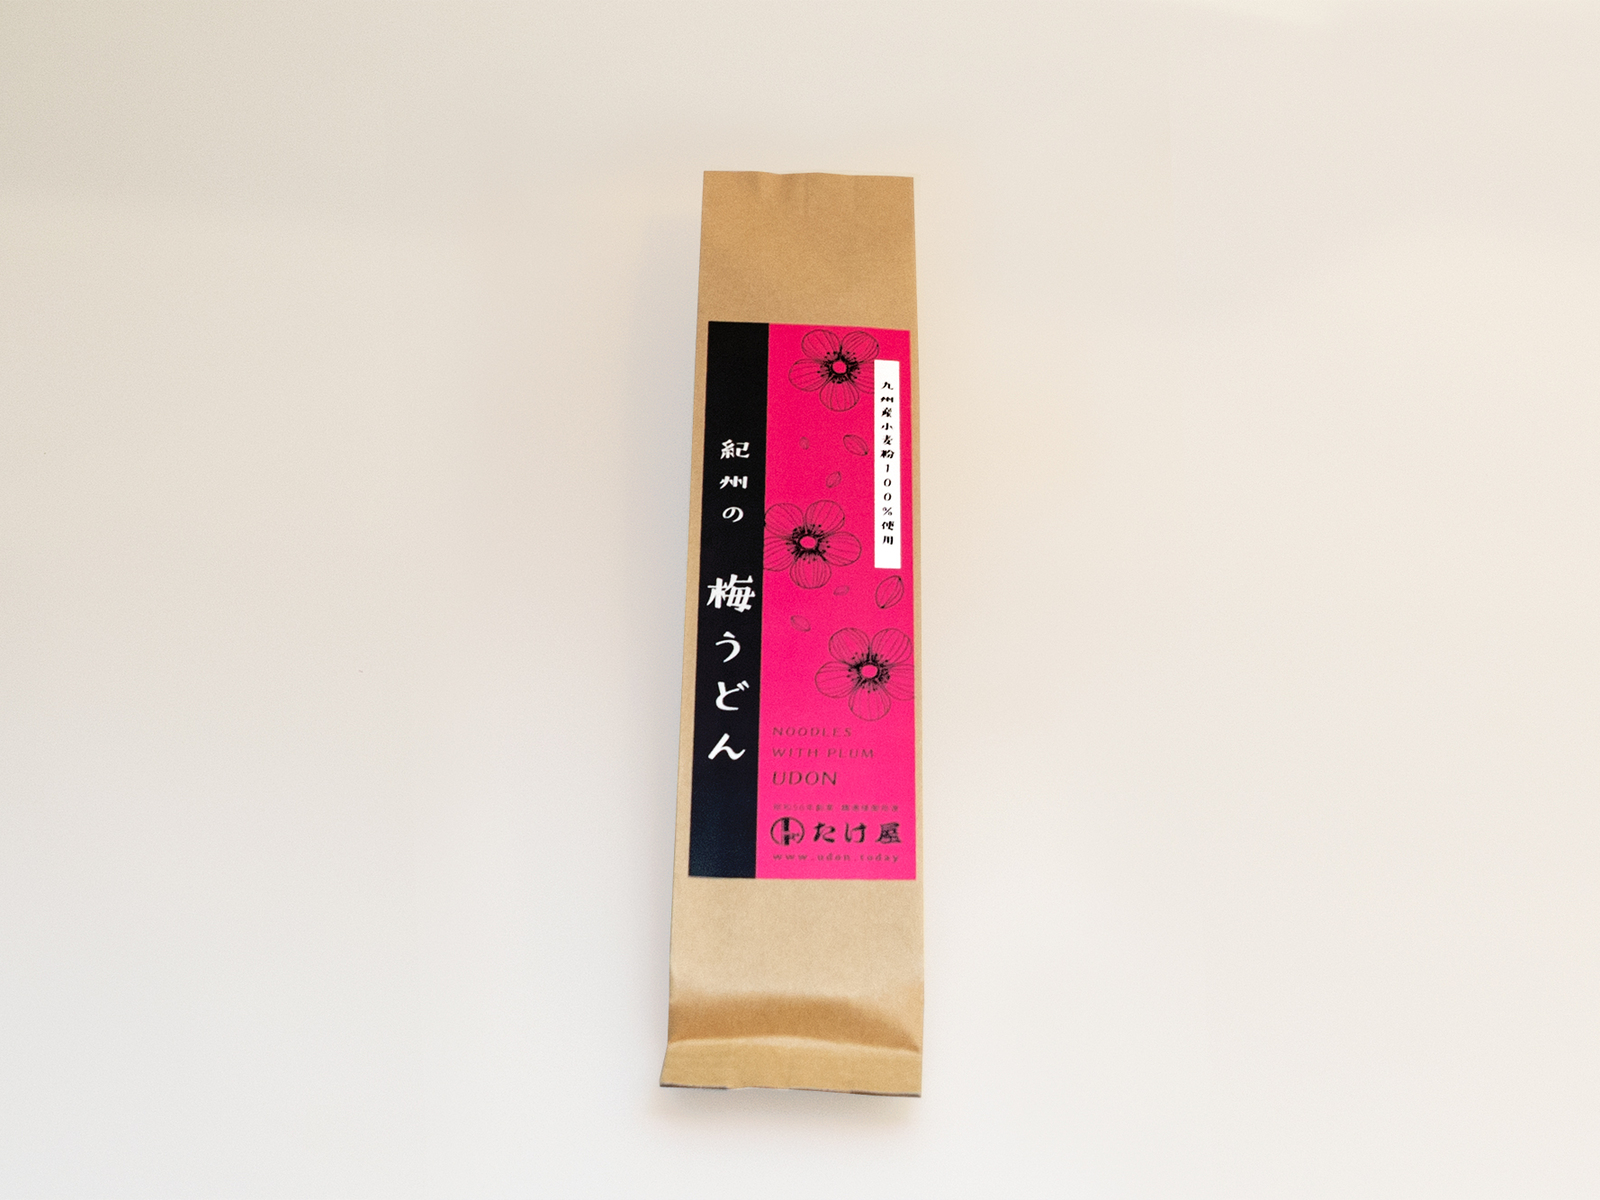 九州産小麦粉100%使用
紀州の 梅うどん
NOODLES
WITH PLUM
UDON
たけ屋
www.udon.today